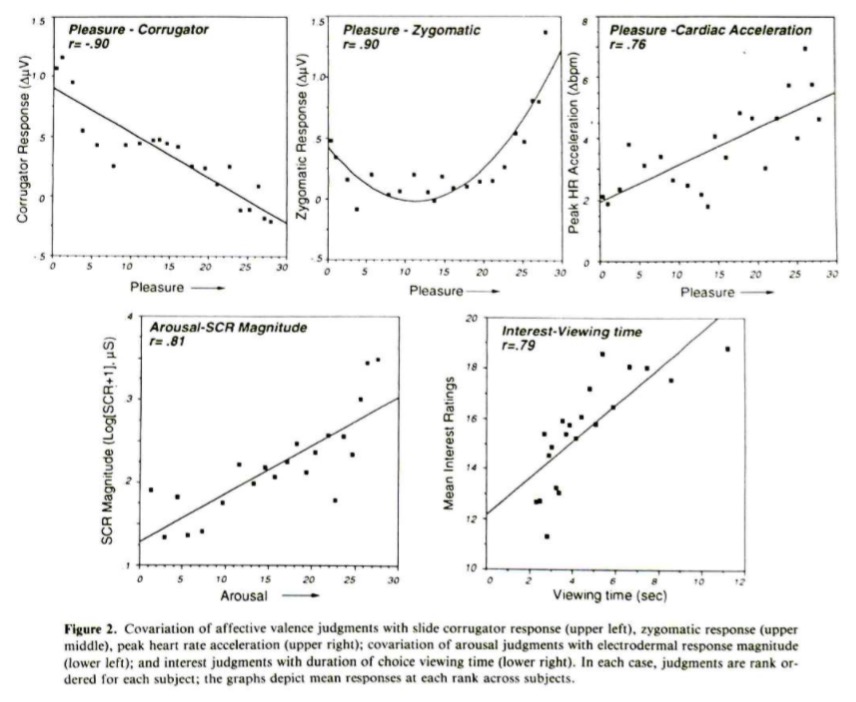 Pleasure - Corrugator
r= -.90
1.5
1.0
.5
0
-.5
Corrugator Response (ΔμV)
0 5 10 15 20 25 30
Pleasure →
Pleasure - Zygomatic
r= .90
1.5
1.0
.5
0
-.5
Zygomatic Response (ΔμV)
0 5 10 15 20 25 30
Pleasure →
Pleasure -Cardiac Acceleration
r= .76
8
6
4
2
0
Peak HR Acceleration (Δbpm)
0 5 10 15 20 25 30
Pleasure →
Arousal-SCR Magnitude
r= .81
4
3
2
1
SCR Magnitude (Log[SCR+1], μS)
0 5 10 15 20 25 30
Arousal →
Interest-Viewing time
r=.79
20
18
16
14
12
10
Mean Interest Ratings
0 2 4 6 8 10 12
Viewing time (sec)
Figure 2. Covariation of affective valence judgments with slide corrugator response (upper left), zygomatic response (upper
middle), peak heart rate acceleration (upper right); covariation of arousal judgments with electrodermal response magnitude
(lower left); and interest judgments with duration of choice viewing time (lower right). In each case, judgments are rank or-
dered for each subject; the graphs depict mean responses at each rank across subjects.